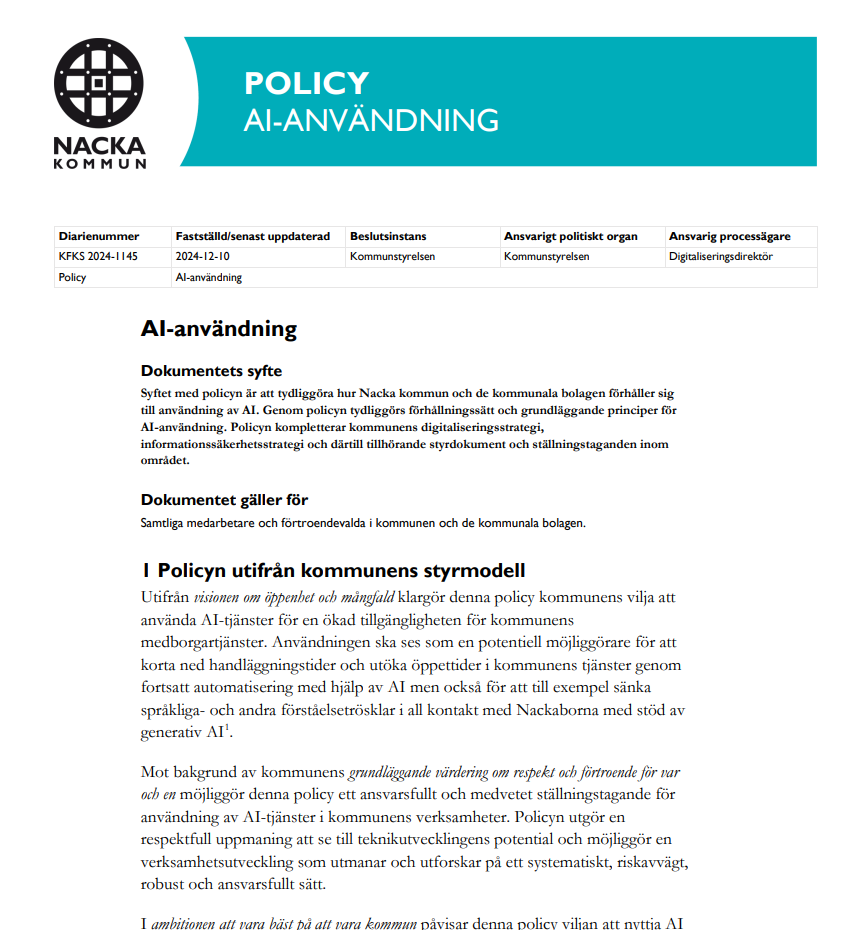 POLICY
AI-ANVÄNDNING
NACKA
KOMMUN
Diarienummer Fastställd/senast uppdaterad Beslutsinstans Ansvarigt politiskt organ Ansvarig processägare
KFKS 2024-1145 2024-12-10 Kommunstyrelsen Kommunstyrelsen Digitaliseringsdirektör
Policy AI-användning
AI-användning
Dokumentets syfte
Syftet med policyn är att tydliggöra hur Nacka kommun och de kommunala bolagen förhåller sig
till användning av AI. Genom policyn tydliggörs förhållningssätt och grundläggande principer för
AI-användning. Policyn kompletterar kommunens digitaliseringsstrategi,
informationssäkerhetsstrategi och därtill tillhörande styrdokument och ställningstaganden inom
området.
Dokumentet gäller för
Samtliga medarbetare och förtroendevalda i kommunen och de kommunala bolagen.
1 Policyn utifrån kommunens styrmodell
Utifrån visionen om öppenhet och mångfald klargör denna policy kommunens vilja att
använda AI-tjänster för en ökad tillgängligheten för kommunens
medborgartjänster. Användningen ska ses som en potentiell möjliggörare för att
korta ned handläggningstider och utöka öppettider i kommunens tjänster genom
fortsatt automatisering med hjälp av AI men också för att till exempel sänka
språkliga- och andra förståelsetrösklar i all kontakt med Nackaborna med stöd av
generativ AI¹.
Mot bakgrund av kommunens grundläggande värdering om respekt och förtroende för var
och en möjliggör denna policy ett ansvarsfullt och medvetet ställningstagande för
användning av AI-tjänster i kommunens verksamheter. Policyn utgör en
respektfull uppmaning att se till teknikutvecklingens potential och möjliggör en
verksamhetsutveckling som utmanar och utforskar på ett systematiskt, riskavvägt,
robust och ansvarsfullt sätt.
I ambitionen att vara bäst på att vara kommun påvisar denna policy viljan att nyttja AI